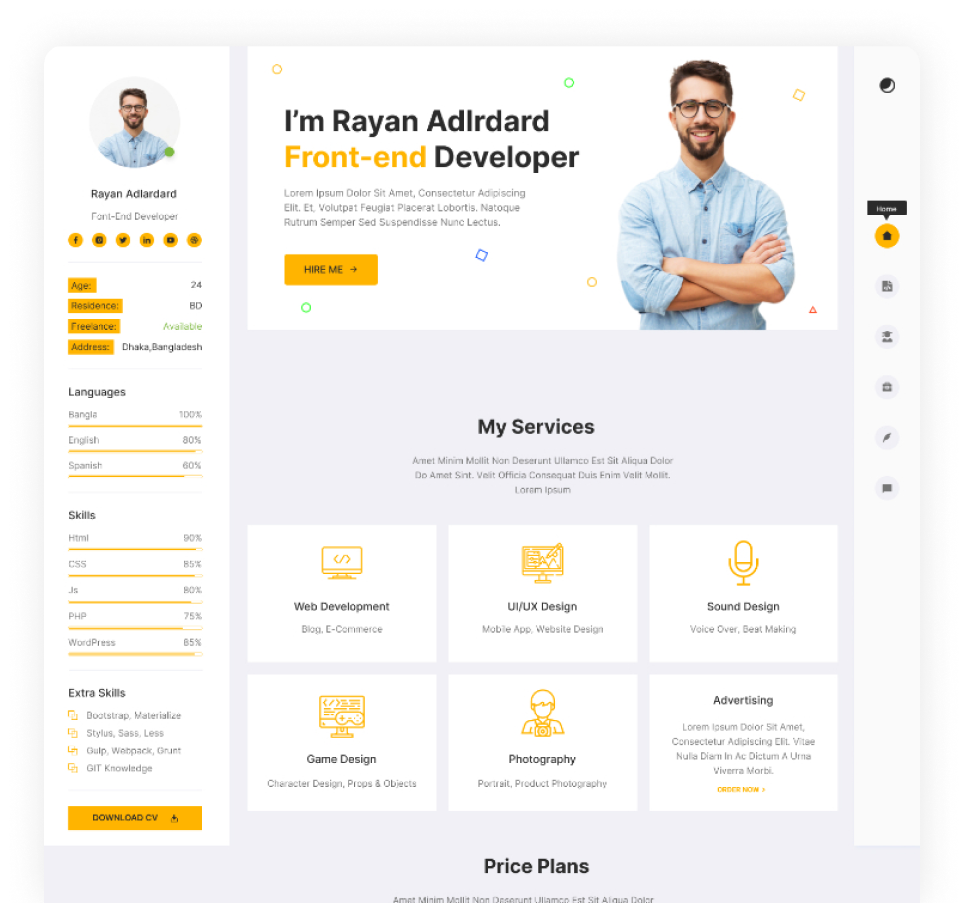 Rayan Adlardard
Font-End Developer
Age: 24
Residence: BD
Freelance: Available
Address: Dhaka,Bangladesh
Languages
Bangla 100%
English 80%
Spanish 60%
Skills
Html 90%
CSS 85%
Js 80%
PHP 75%
WordPress 85%
Extra Skills
Bootstrap, Materialize
Stylus, Sass, Less
Gulp, Webpack, Grunt
GIT Knowledge
DOWNLOAD CV
I'm Rayan Adlrdard
Front-end Developer
Lorem Ipsum Dolor Sit Amet, Consectetur Adipiscing
Elit. Et, Volutpat Feugiat Placerat Lobortis. Natoque
Rutrum Semper Sed Suspendisse Nunc Lectus.
HIRE ME
My Services
Amet Minim Mollit Non Deserunt Ullamco Est Sit Aliqua Dolor
Do Amet Sint. Velit Officia Consequat Duis Enim Velit Mollit.
Lorem Ipsum
Web Development
Blog, E-Commerce
UI/UX Design
Mobile App, Website Design
Sound Design
Voice Over, Beat Making
Game Design
Character Design, Props & Objects
Photography
Portrait, Product Photography
Advertising
Lorem Ipsum Dolor Sit Amet,
Consectetur Adipiscing Elit. Vitae
Nulla Diam In Ac Dictum A Urna
Viverra Morbi.
ORDER NOW >
Price Plans
Amet Minim Mollit Non Deserunt Ullamco Est Sit Aliqua Dolor
Home